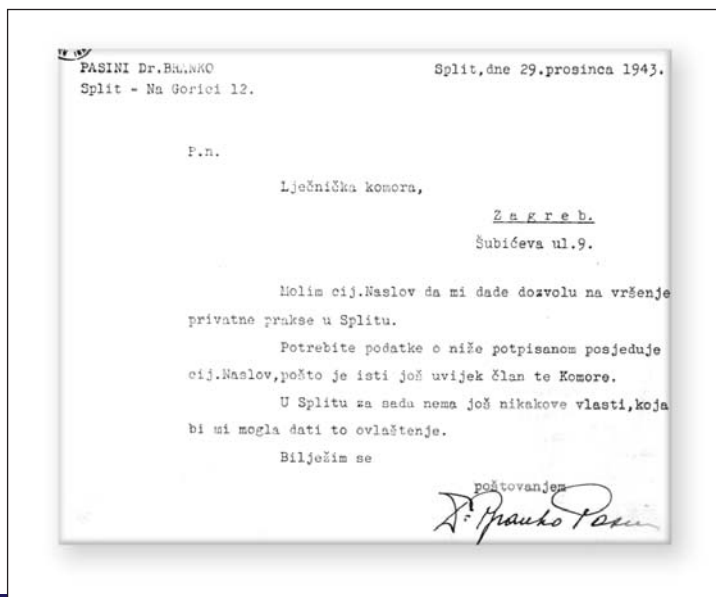 PASINI Dr.BRANKO
Split,dne 29.prosinca 1943.
Split - Na Gorici 12.
P.n.
Lječnička komora,
Zagreb.
Šubićeva ul.9.
Molim cij.Naslov da mi dade dozvolu na vršenje
privatne prakse u Splitu.
Potrebite podatke o niže potpisanom posjeduje
cij.Naslov,pošto je isti još uvijek član te Komore.
U Splitu za sada nema još nikakove vlasti,koja
bi mi mogla dati to ovlaštenje.
Bilježim se
poštovanjem
Dr Branko Pasini